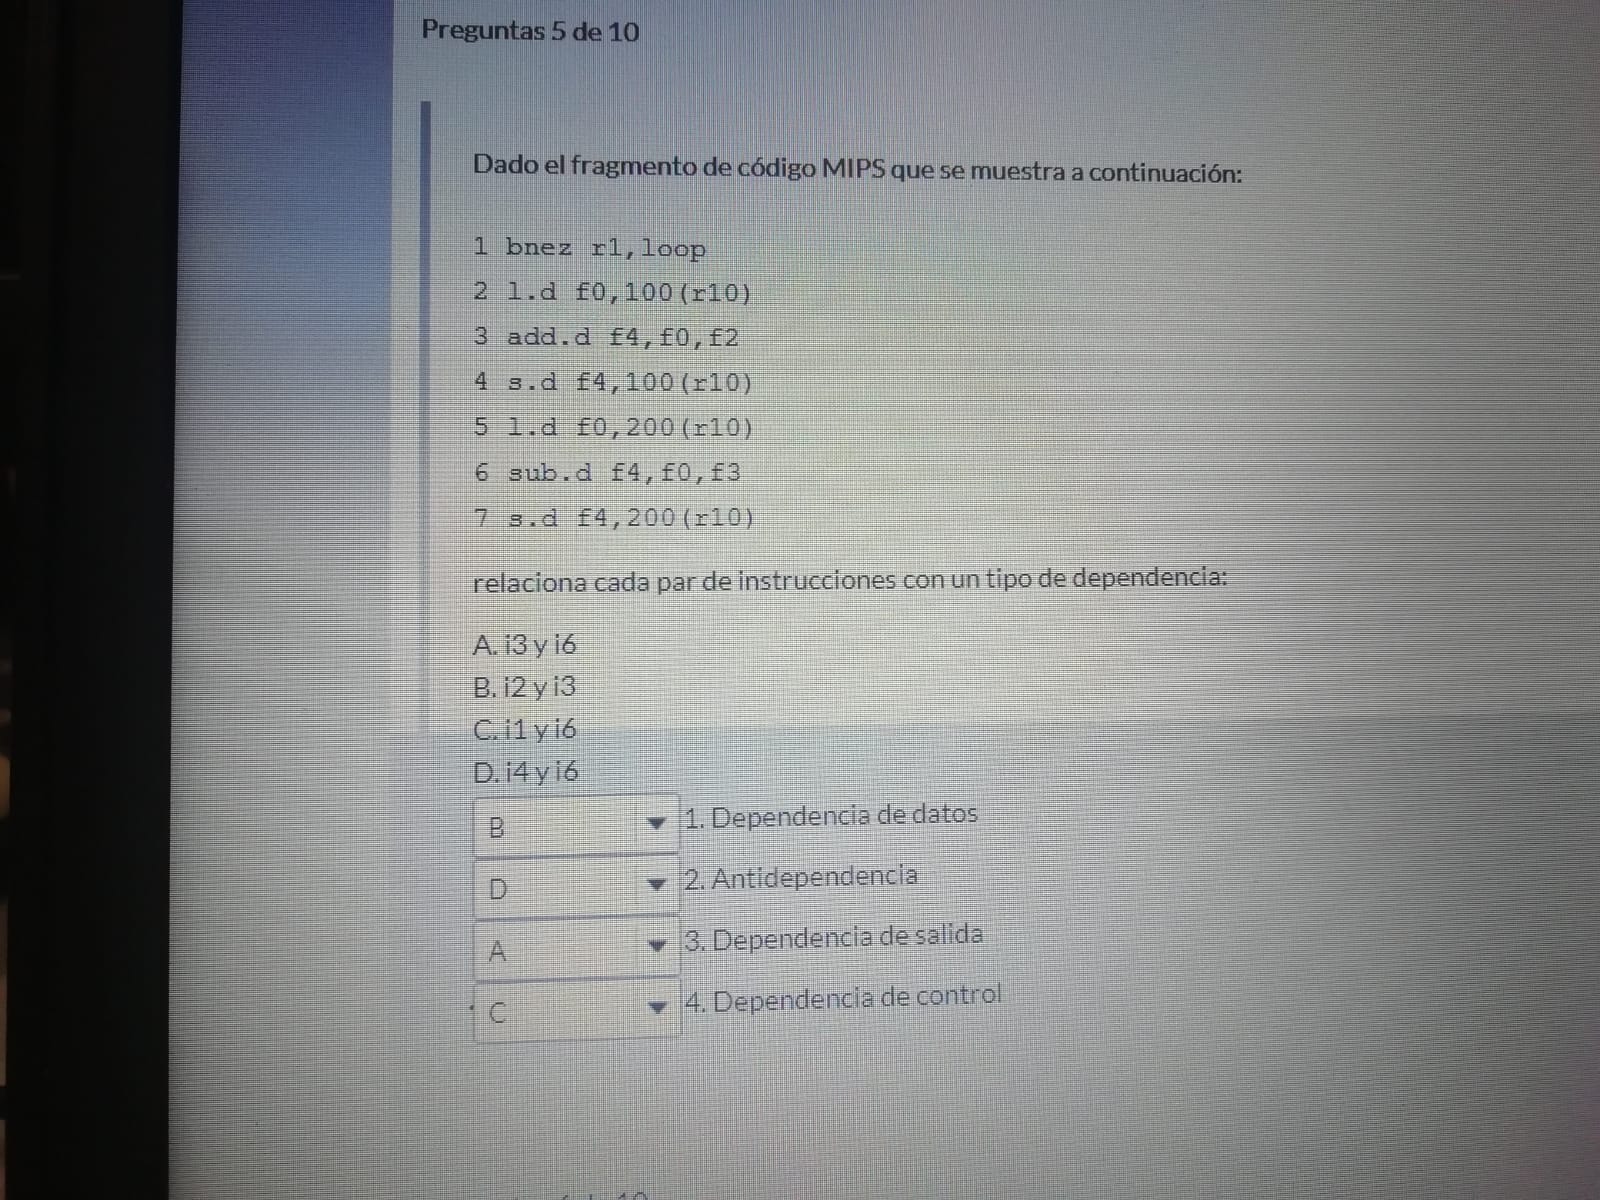 Preguntas 5 de 10
Dado el fragmento de código MIPS que se muestra a continuación:
1 bnez r1,loop
2 l.d f0,100(r10)
3 add.d f4,f0,f2
4 s.d f4,100(r10)
5 l.d f0,200(r10)
6 sub.d f4,f0,f3
7 s.d f4,200(r10)
relaciona cada par de instrucciones con un tipo de dependencia:
A. i3 y i6
B. i2 y i3
C. i1 y i6
D. i4 y i6
B 1. Dependencia de datos
D 2. Antidependencia
A 3. Dependencia de salida
C 4. Dependencia de control